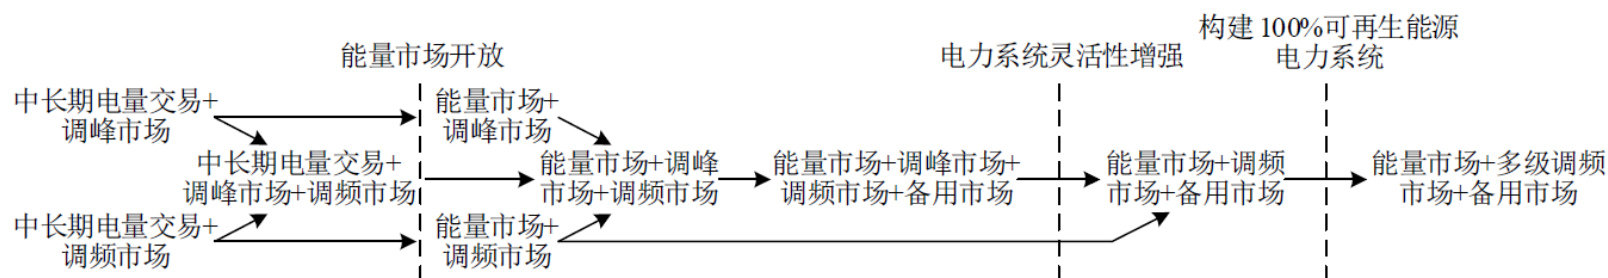 能量市场开放
电力系统灵活性增强
构建100%可再生能源
电力系统
中长期电量交易+
调峰市场
中长期电量交易+
调峰市场+调频市场
中长期电量交易+
调频市场
能量市场+
调峰市场
能量市场+调峰
市场+调频市场
能量市场+
调频市场
能量市场+调峰市场+
调频市场+备用市场
能量市场+调频
市场+备用市场
能量市场+多级调频
市场+备用市场